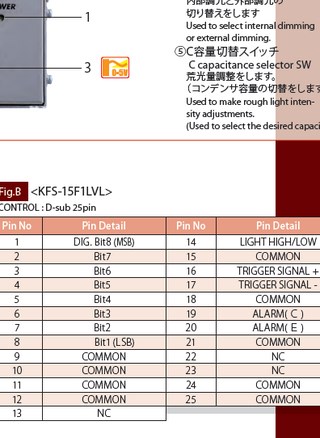 POWER
1
3
0-5V
内部調光と外部調光の
切り替えをします
Used to select internal dimming
or external dimming.
⑤C容量切替スイッチ
C capacitance selector SW
荒光量調整をします。
（コンデンサ容量の切替をします
Used to make rough light inten-
sity adjustments.
(Used to select the desired capaci
Fig.B <KFS-15F1LVL>
CONTROL : D-sub 25pin
Pin No Pin Detail Pin No Pin Detail
1 DIG. Bit8 (MSB) 14 LIGHT HIGH/LOW
2 Bit7 15 COMMON
3 Bit6 16 TRIGGER SIGNAL +
4 Bit5 17 TRIGGER SIGNAL -
5 Bit4 18 COMMON
6 Bit3 19 ALARM( C )
7 Bit2 20 ALARM( E )
8 Bit1 (LSB) 21 COMMON
9 COMMON 22 NC
10 COMMON 23 NC
11 COMMON 24 COMMON
12 COMMON 25 COMMON
13 NC